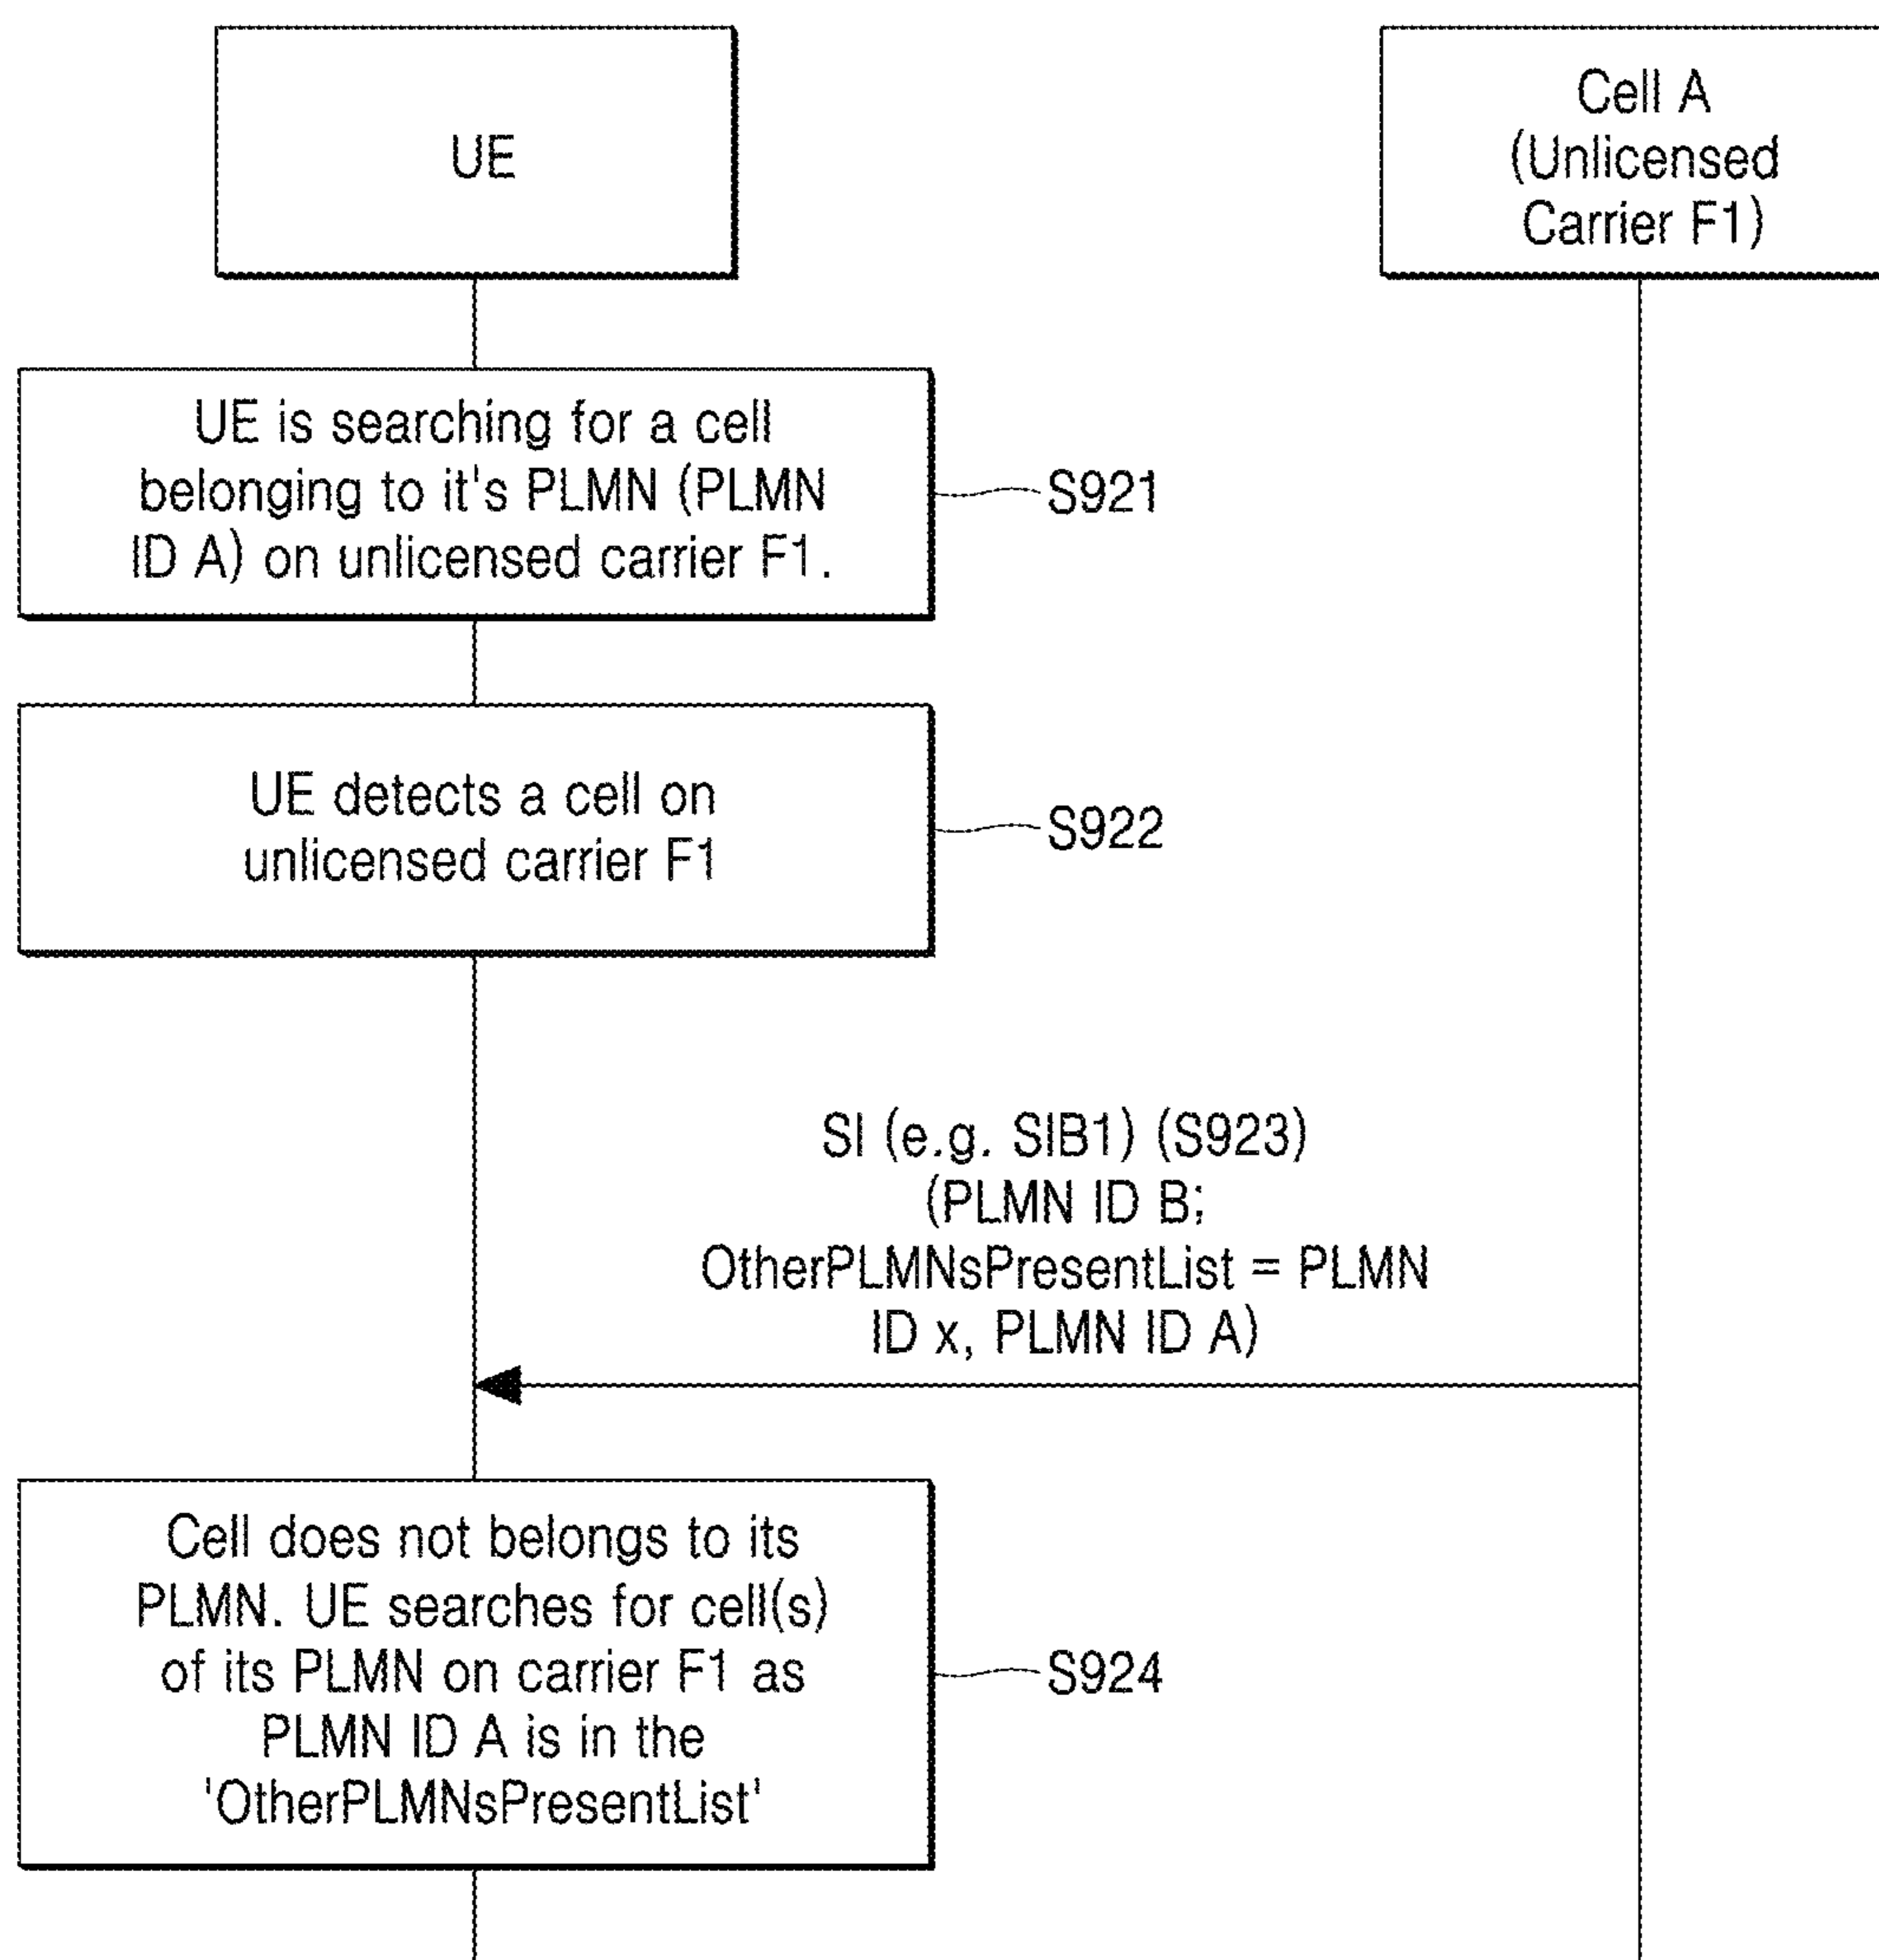 UE
Cell A
(Unlicensed
Carrier F1)
UE is searching for a cell
belonging to it's PLMN (PLMN
ID A) on unlicensed carrier F1.
S921
UE detects a cell on
unlicensed carrier F1
S922
SI (e.g. SIB1) (S923)
(PLMN ID B;
OtherPLMNsPresentList = PLMN
ID x, PLMN ID A)
Cell does not belongs to its
PLMN. UE searches for cell(s)
of its PLMN on carrier F1 as
PLMN ID A is in the
'OtherPLMNsPresentList'
S924